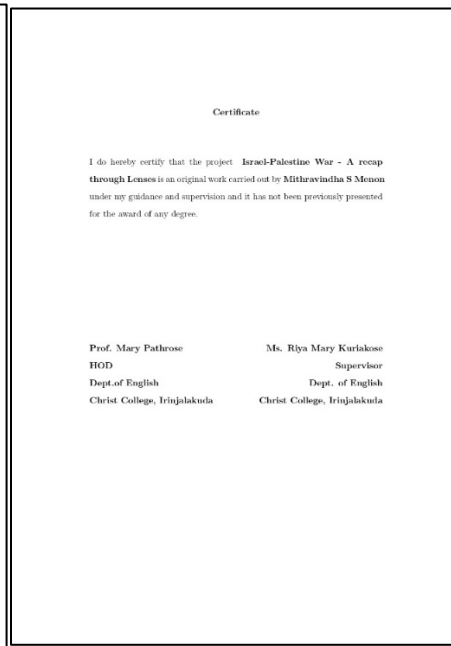 Certificate
I do hereby certify that the project Israel-Palestine War - A recap
through Lenses is an original work carried out by Mithravindha S Menon
under my guidance and supervision and it has not been previously presented
for the award of any degree.
Prof. Mary Pathrose
HOD
Dept.of English
Christ College, Irinjalakuda
Ms. Riya Mary Kuriakose
Supervisor
Dept. of English
Christ College, Irinjalakuda